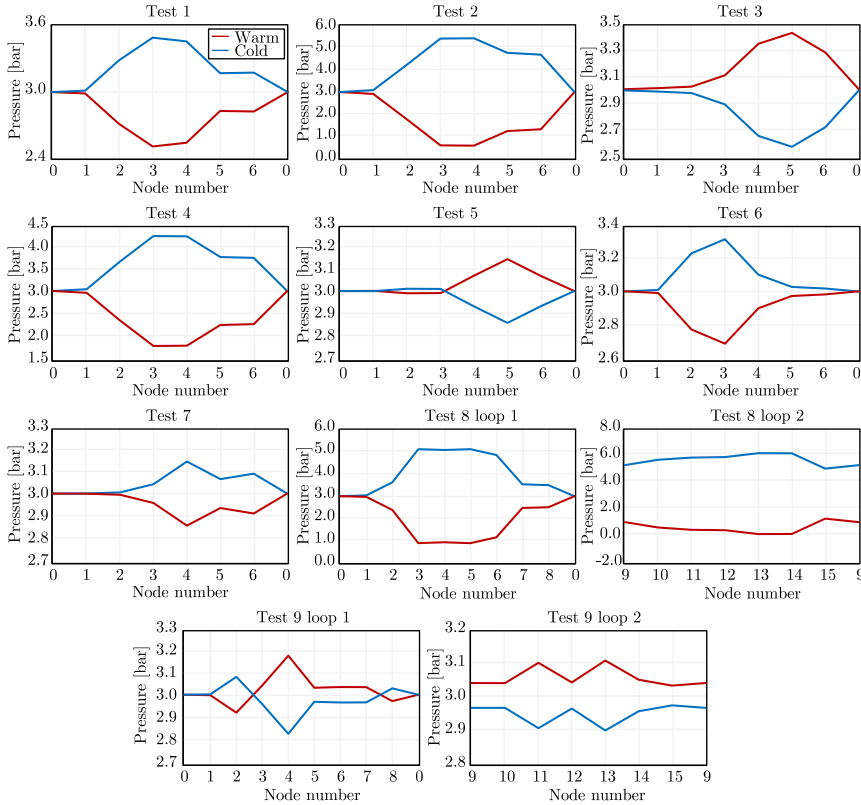 Test 1
Pressure [bar]
3.6
3.0
2.4
Warm
Cold
0 1 2 3 4 5 6 0
Node number
Test 2
Pressure [bar]
6.0
5.0
4.0
3.0
2.0
1.0
0.0
0 1 2 3 4 5 6 0
Node number
Test 3
Pressure [bar]
3.5
3.3
3.1
2.9
2.7
2.5
0 1 2 3 4 5 6 0
Node number
Test 4
Pressure [bar]
4.5
4.0
3.5
3.0
2.5
2.0
1.5
0 1 2 3 4 5 6 0
Node number
Test 5
Pressure [bar]
3.3
3.2
3.1
3.0
2.9
2.8
2.7
0 1 2 3 4 5 6 0
Node number
Test 6
Pressure [bar]
3.4
3.2
3.0
2.8
2.6
0 1 2 3 4 5 6 0
Node number
Test 7
Pressure [bar]
3.3
3.2
3.1
3.0
2.9
2.8
2.7
0 1 2 3 4 5 6 0
Node number
Test 8 loop 1
Pressure [bar]
6.0
5.0
4.0
3.0
2.0
1.0
0.0
0 1 2 3 4 5 6 7 8 0
Node number
Test 8 loop 2
Pressure [bar]
8.0
6.0
4.0
2.0
0.0
-2.0
9 10 11 12 13 14 15 9
Node number
Test 9 loop 1
Pressure [bar]
3.3
3.2
3.1
3.0
2.9
2.8
2.7
0 1 2 3 4 5 6 7 8 0
Node number
Test 9 loop 2
Pressure [bar]
3.2
3.1
3.0
2.9
2.8
9 10 11 12 13 14 15 9
Node number